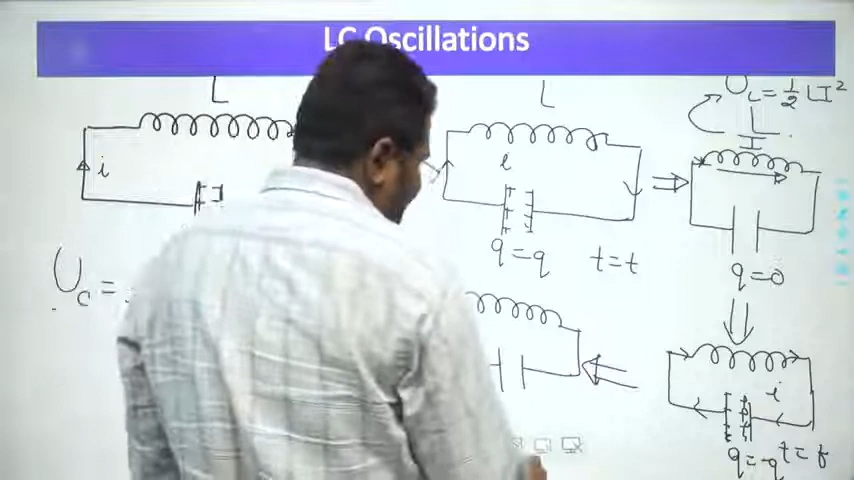 LC Oscillations
L
i
U_C =
L
i
q = q t = t
U_L = 1/2 LI²
L
I
q = 0
i
t = t
q = -q